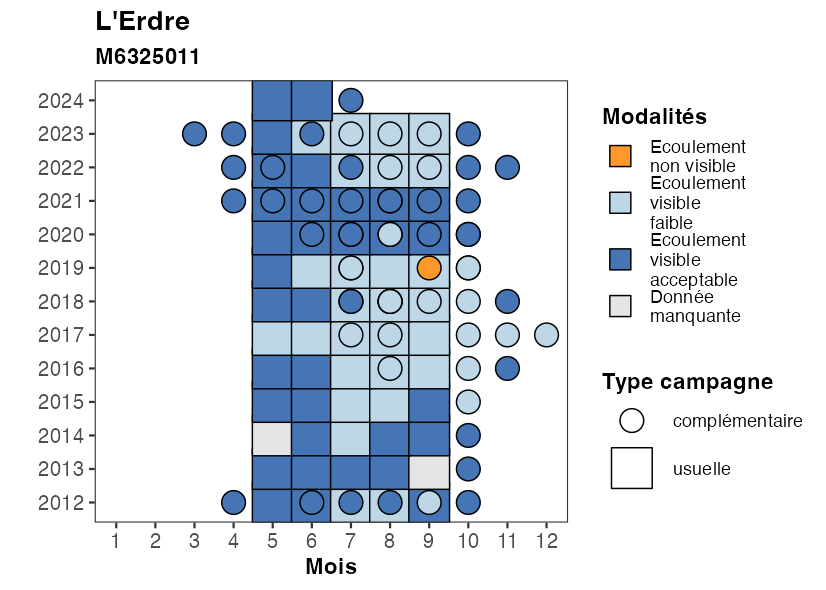 L'Erdre
M6325011
2024
2023
2022
2021
2020
2019
2018
2017
2016
2015
2014
2013
2012
1 2 3 4 5 6 7 8 9 10 11 12
Mois
Modalités
Ecoulement
non visible
Ecoulement
visible
faible
Ecoulement
visible
acceptable
Donnée
manquante
Type campagne
complémentaire
usuelle